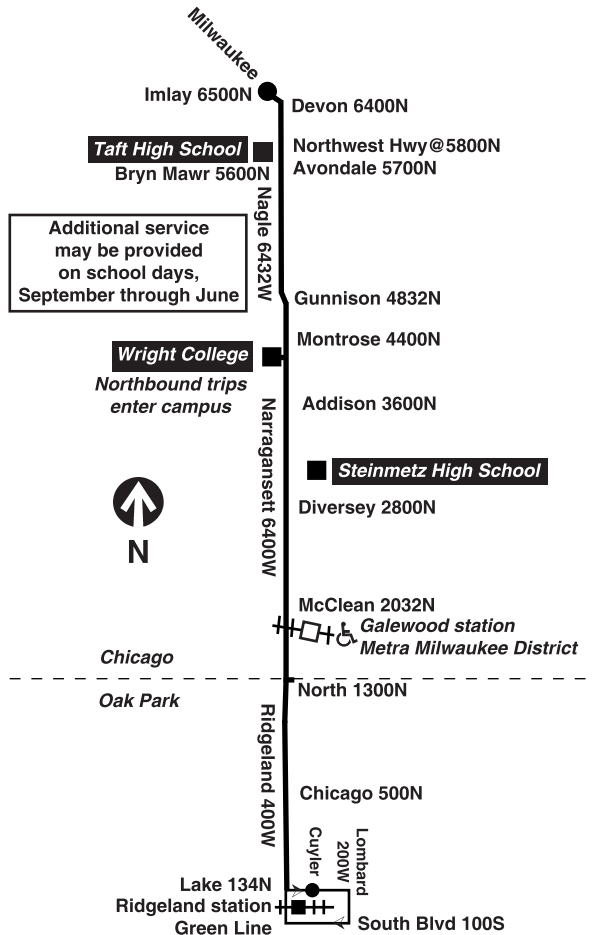 Milwaukee
Imlay 6500N
Devon 6400N
Taft High School
Northwest Hwy@5800N
Avondale 5700N
Bryn Mawr 5600N
Nagle 6432W
Additional service
may be provided
on school days,
September through June
Gunnison 4832N
Montrose 4400N
Wright College
Northbound trips
enter campus
Addison 3600N
Narragansett 6400W
Steinmetz High School
Diversey 2800N
N
McClean 2032N
Galewood station
Metra Milwaukee District
Chicago
Oak Park
North 1300N
Ridgeland 400W
Chicago 500N
Cuyler
Lombard
200W
Lake 134N
Ridgeland station
Green Line
South Blvd 100S